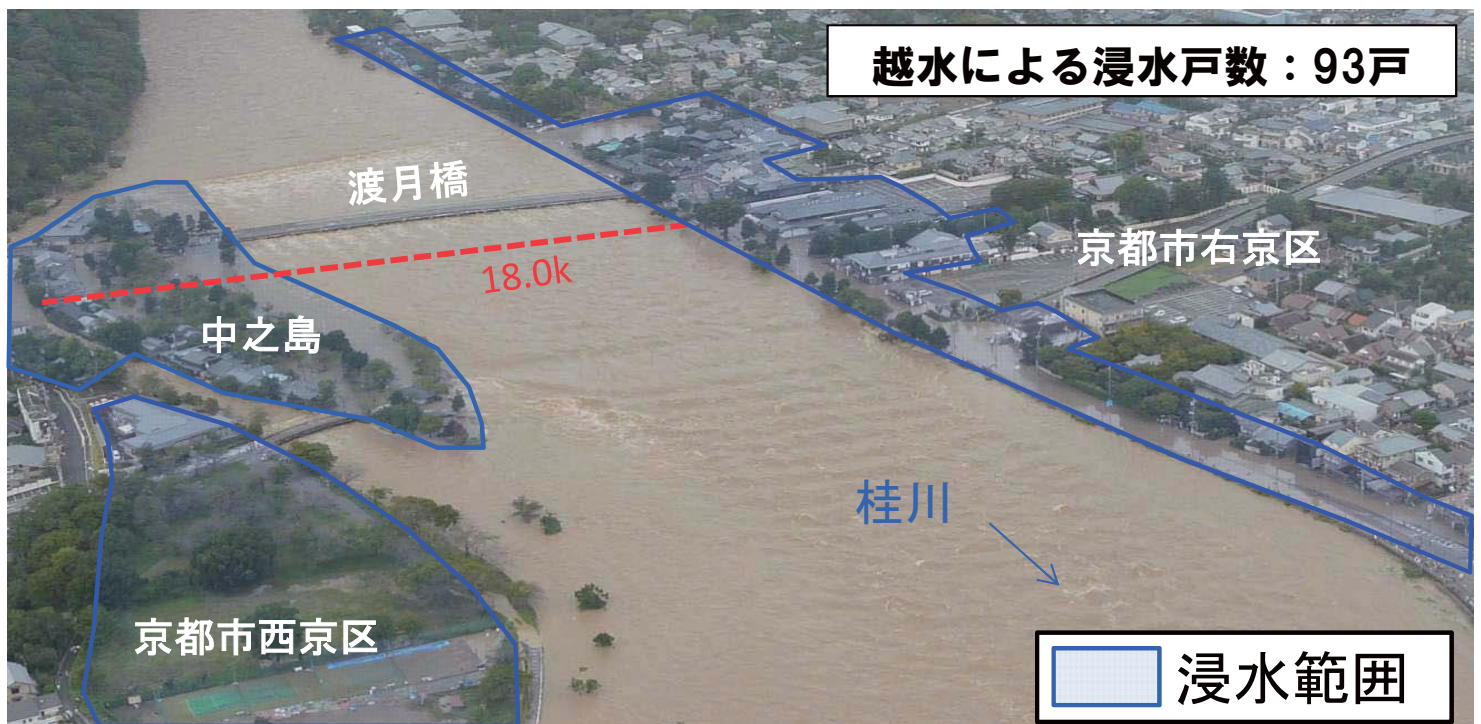 越水による浸水戸数：93戸
渡月橋
京都市右京区
18.0k
中之島
桂川
京都市西京区
浸水範囲